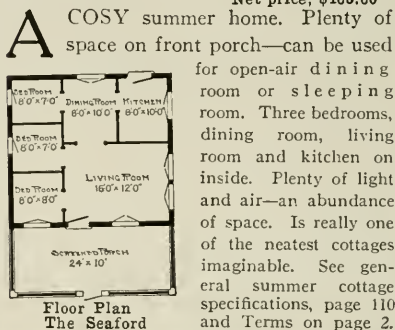 A COSY summer home. Plenty of
space on front porch—can be used
for open-air dining
room or sleeping
room. Three bedrooms,
dining room, living
room and kitchen on
inside. Plenty of light
and air—an abundance
of space. Is really one
of the neatest cottages
imaginable. See gen-
eral summer cottage
specifications, page 110
and Terms on page 2.
BED ROOM
8'0"x7'0"
DINING ROOM
8'0"x10'0"
KITCHEN
8'0"x10'0"
BED ROOM
8'0"x7'0"
BED ROOM
8'0"x8'0"
LIVING ROOM
16'0"x12'0"
SCREENED PORCH
24'x10'
Floor Plan
The Seaford